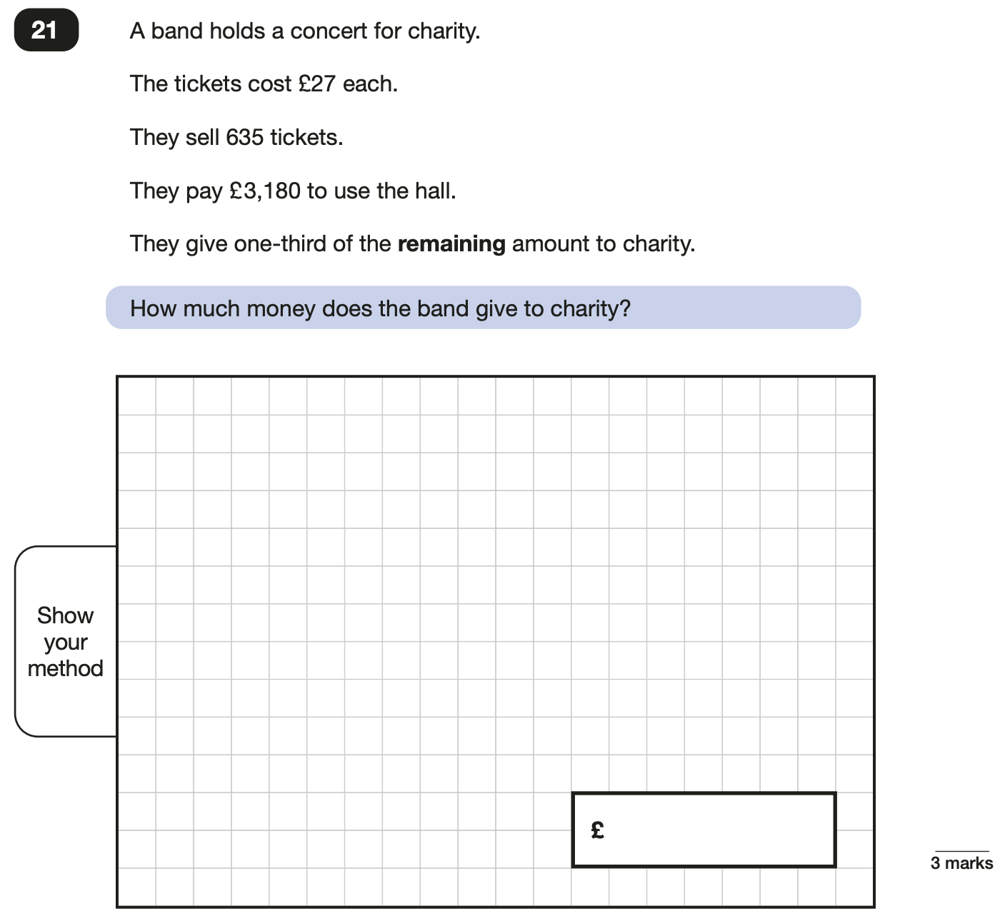 21
A band holds a concert for charity.
The tickets cost £27 each.
They sell 635 tickets.
They pay £3,180 to use the hall.
They give one-third of the remaining amount to charity.
How much money does the band give to charity?
Show
your
method
£
3 marks